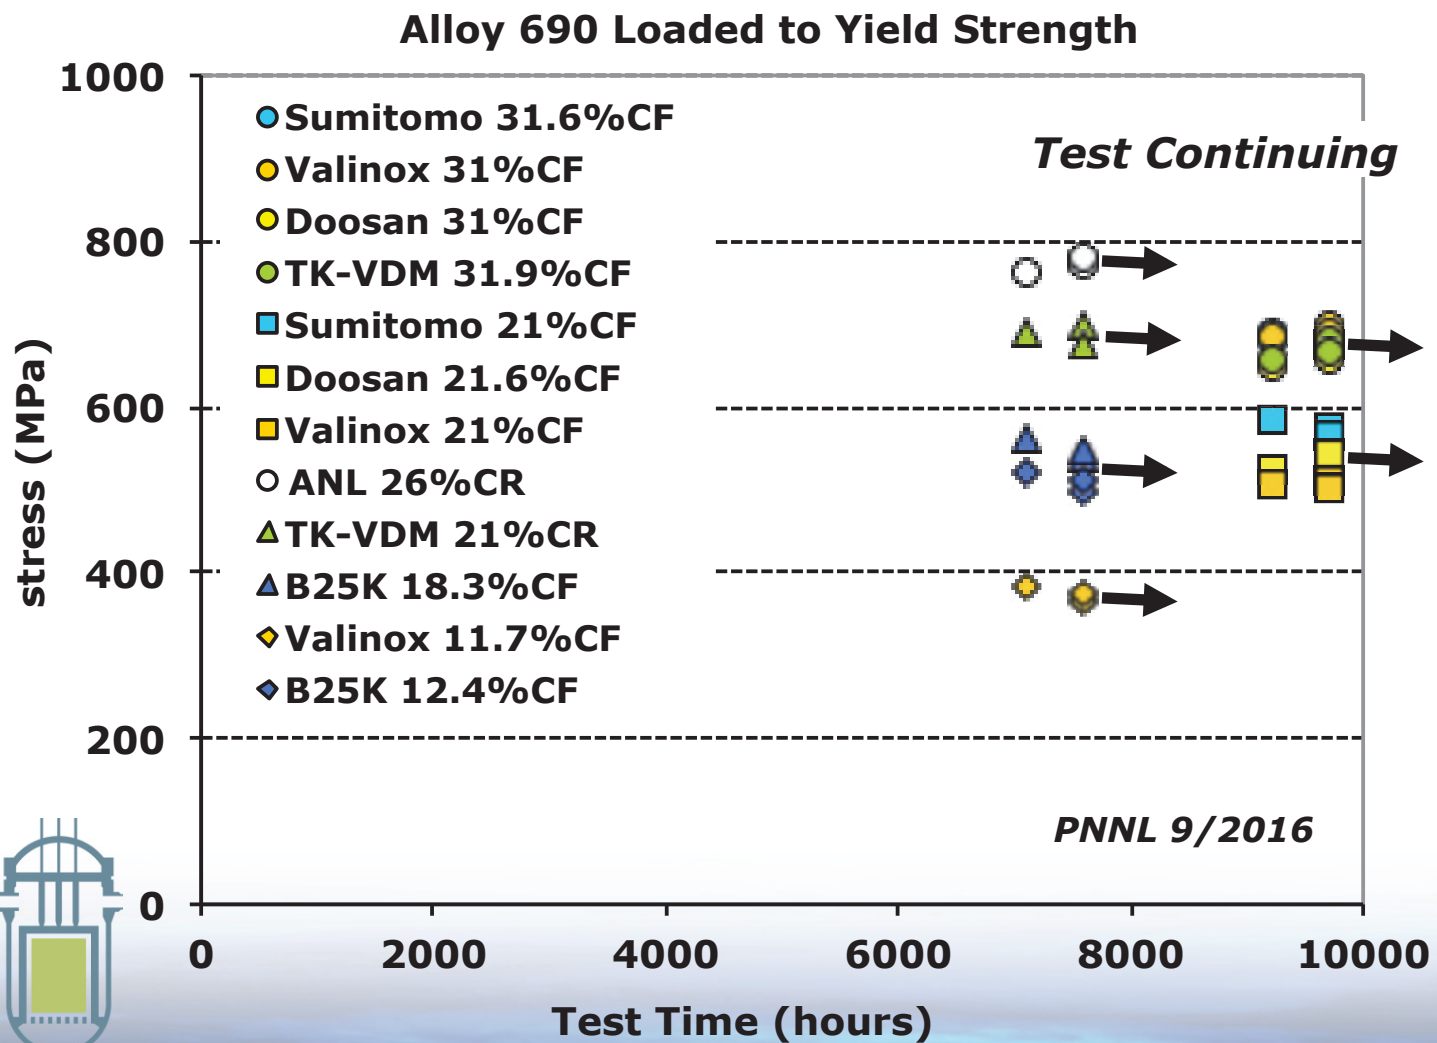 Alloy 690 Loaded to Yield Strength
1000
800
600
400
200
0
stress (MPa)
Sumitomo 31.6%CF
Valinox 31%CF
Doosan 31%CF
TK-VDM 31.9%CF
Sumitomo 21%CF
Doosan 21.6%CF
Valinox 21%CF
ANL 26%CR
TK-VDM 21%CR
B25K 18.3%CF
Valinox 11.7%CF
B25K 12.4%CF
Test Continuing
PNNL 9/2016
0 2000 4000 6000 8000 10000
Test Time (hours)